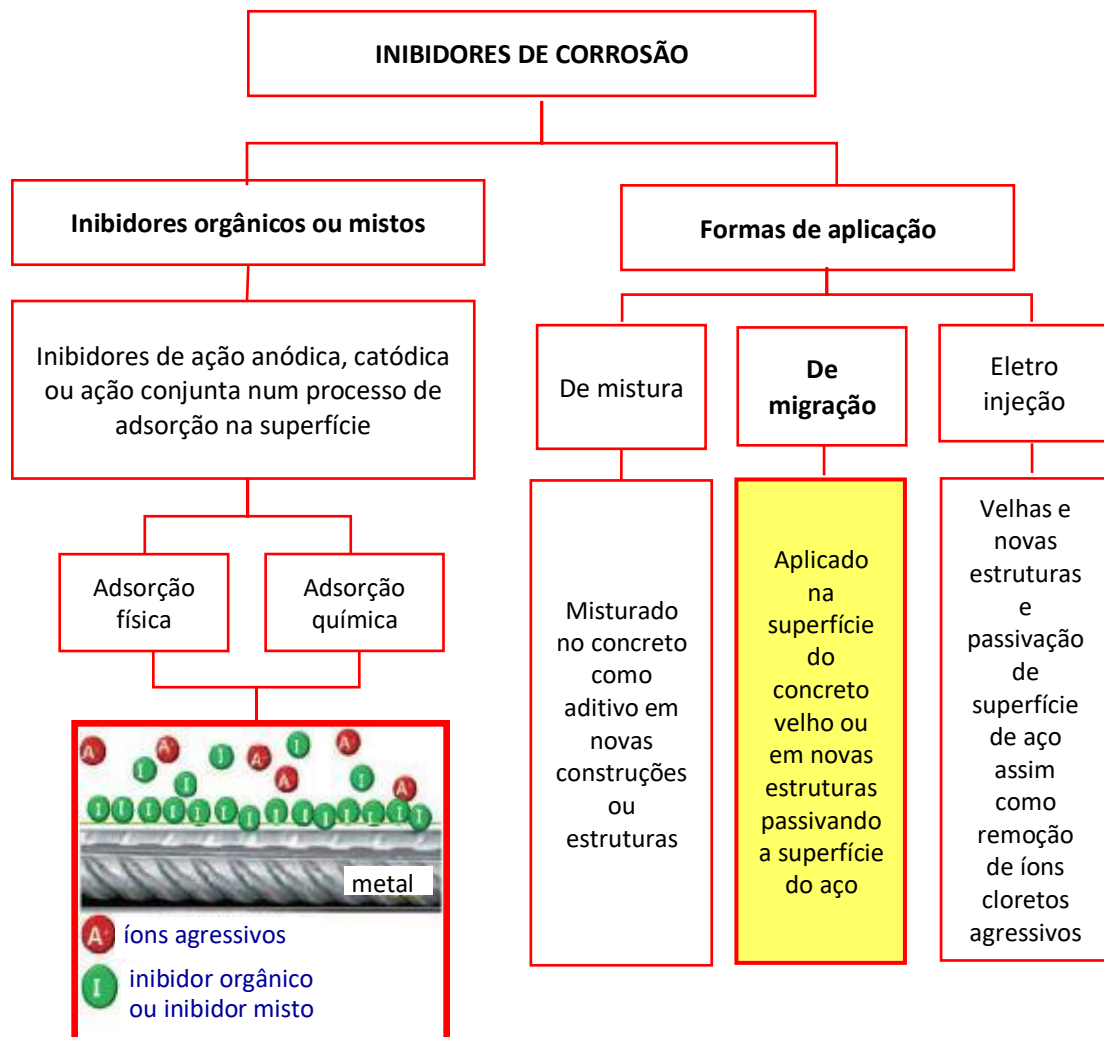 INIBIDORES DE CORROSÃO
Inibidores orgânicos ou mistos
Inibidores de ação anódica, catódica
ou ação conjunta num processo de
adsorção na superfície
Adsorção
física
Adsorção
química
A
I
A
I
A
I
I
A
A
I
A
I I I I I I I I I I I I I I
metal
A íons agressivos
I inibidor orgânico
ou inibidor misto
Formas de aplicação
De mistura
Misturado
no concreto
como
aditivo em
novas
construções
ou
estruturas
De
migração
Aplicado
na
superfície
do
concreto
velho ou
em novas
estruturas
passivando
a superfície
do aço
Eletro
injeção
Velhas e
novas
estruturas
e
passivação
de
superfície
de aço
assim
como
remoção
de íons
cloretos
agressivos